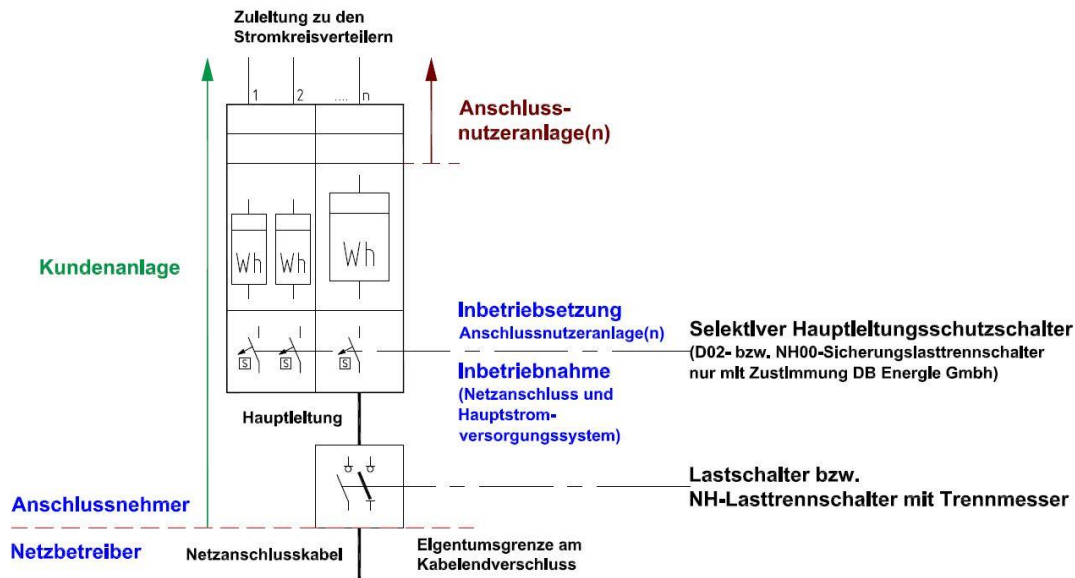 Zuleitung zu den
Stromkreisverteilern
1 2 .... n
Anschluss-
nutzeranlage(n)
Wh Wh Wh
Kundenanlage
Inbetriebsetzung
Anschlussnutzeranlage(n)
Selektiver Hauptleitungsschutzschalter
(D02- bzw. NH00-Sicherungslasttrennschalter
nur mit Zustimmung DB Energie Gmbh)
S S S
Inbetriebnahme
(Netzanschluss und
Hauptstrom-
versorgungssystem)
Hauptleitung
Lastschalter bzw.
NH-Lasttrennschalter mit Trennmesser
Anschlussnehmer
Netzbetreiber
Netzanschlusskabel
Eigentumsgrenze am
Kabelendverschluss